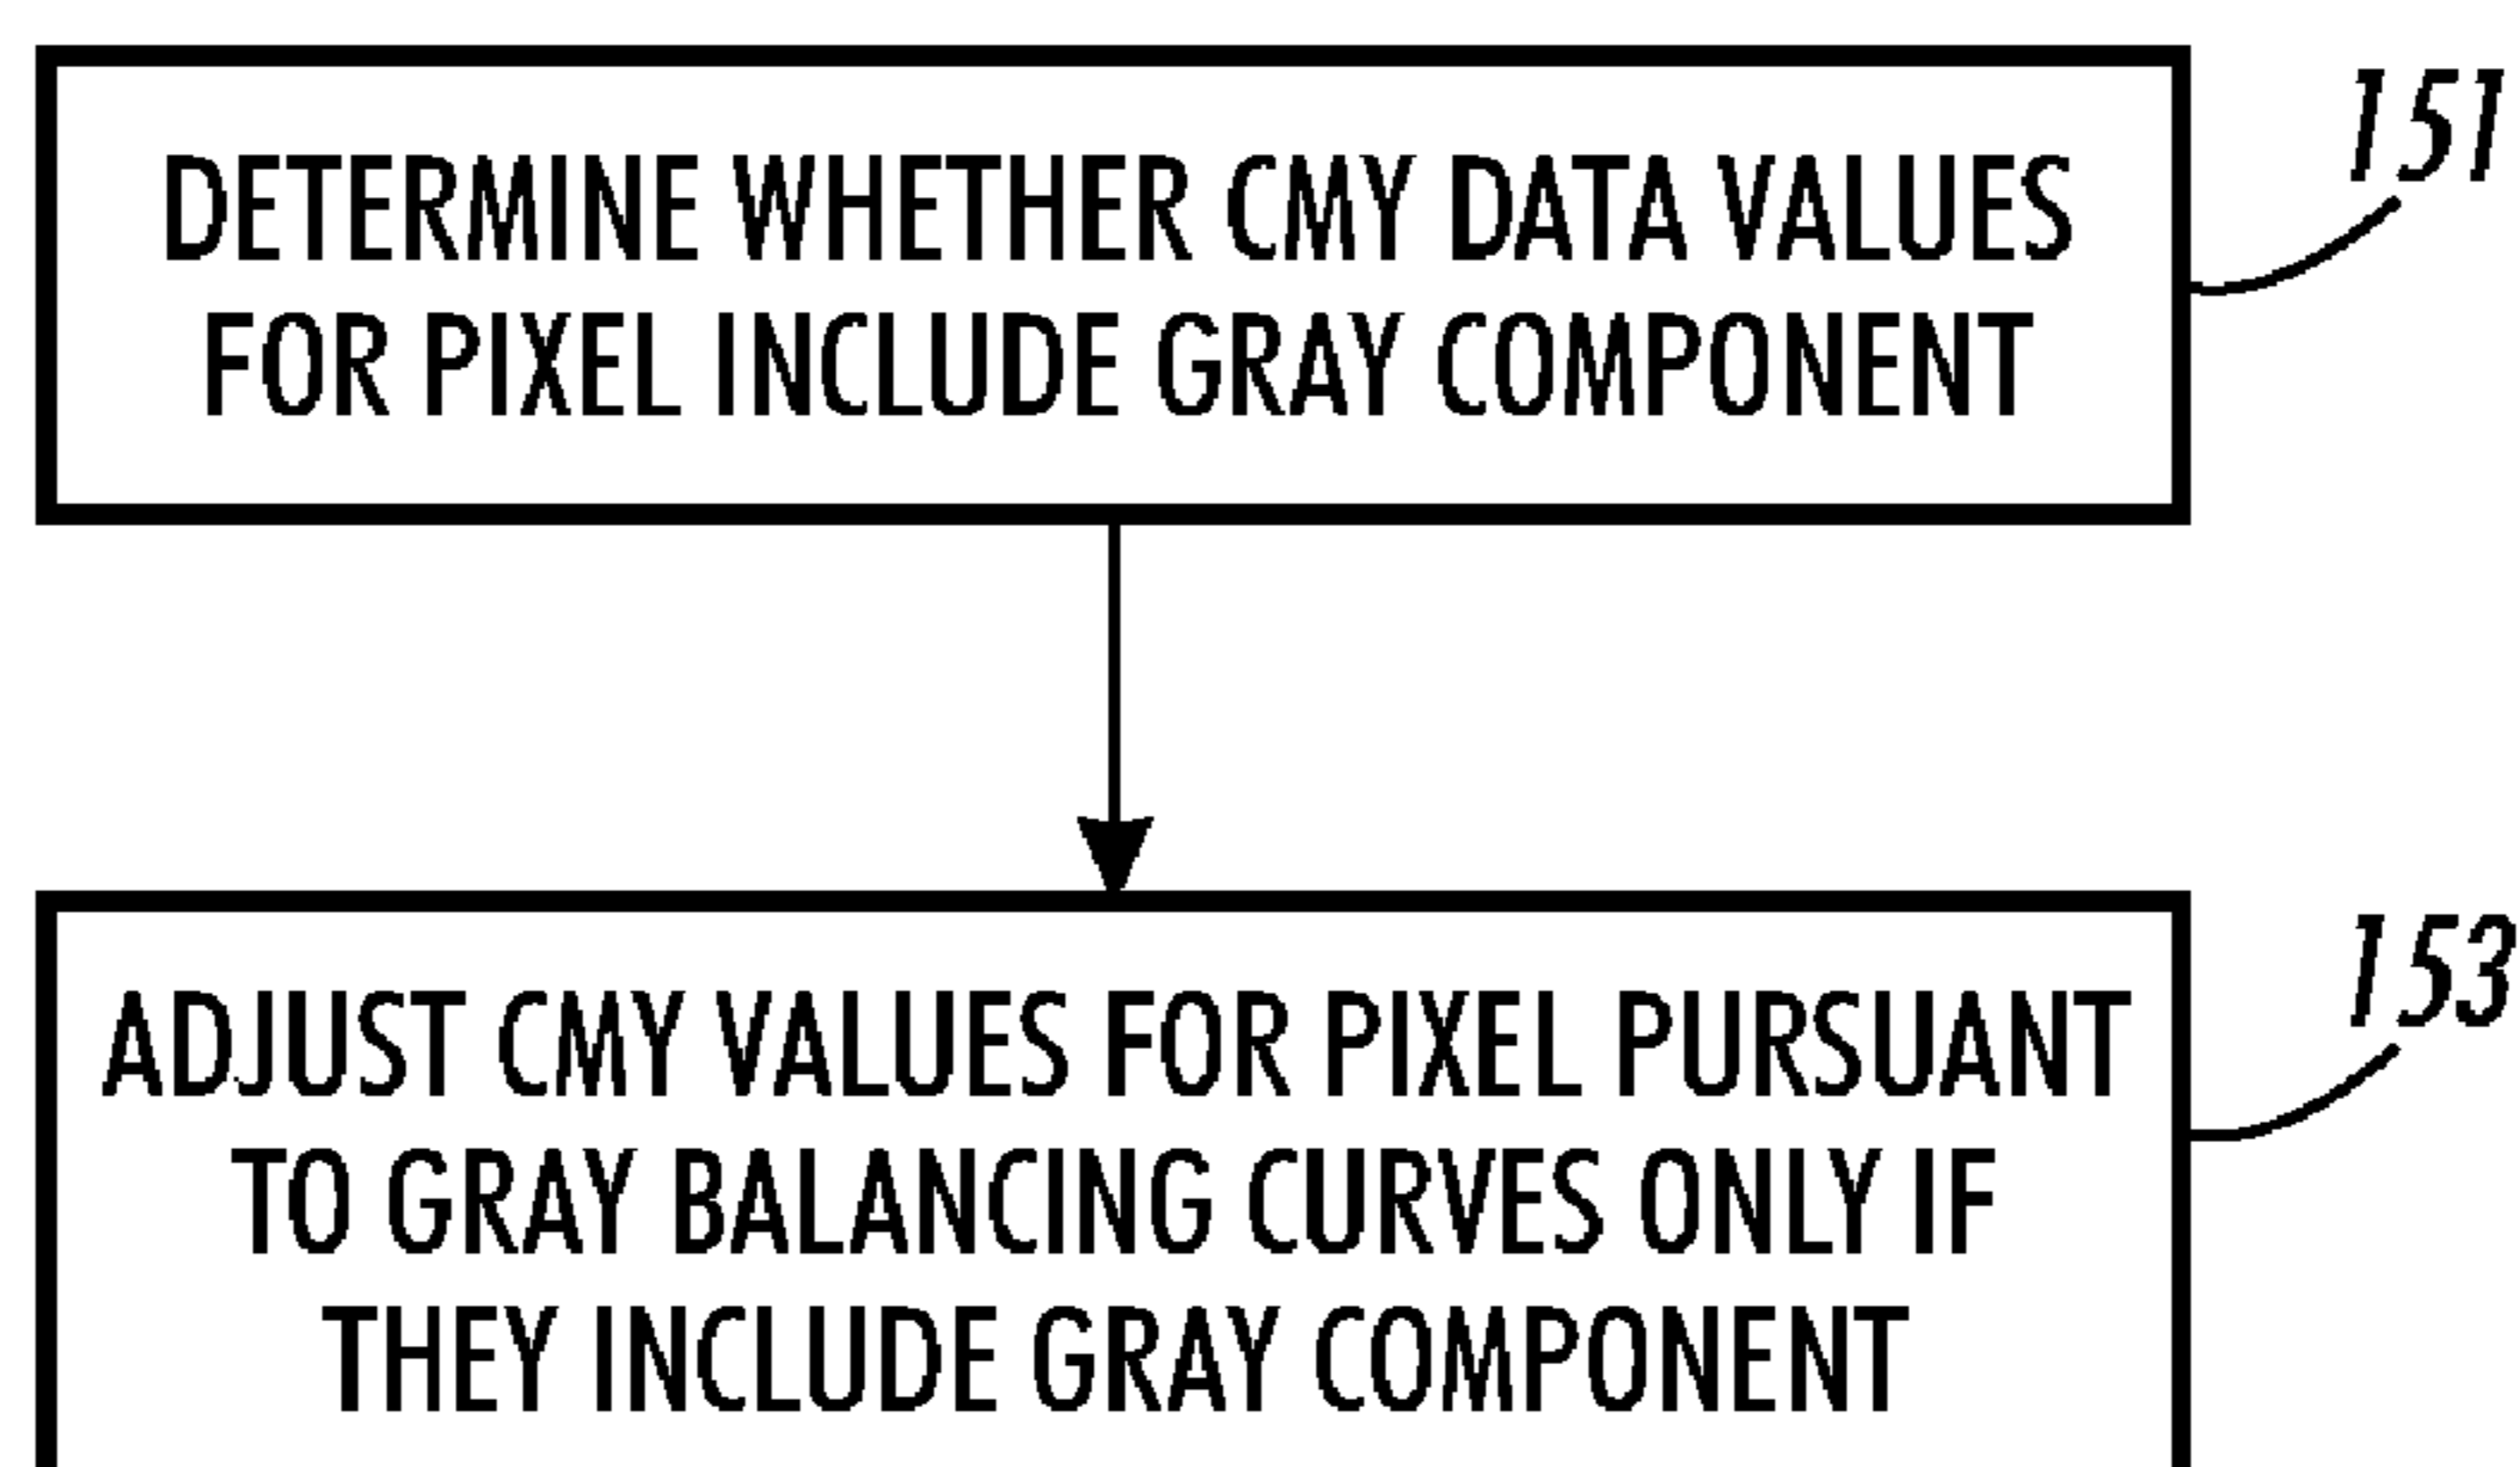 DETERMINE WHETHER CMY DATA VALUES
FOR PIXEL INCLUDE GRAY COMPONENT
151
ADJUST CMY VALUES FOR PIXEL PURSUANT
TO GRAY BALANCING CURVES ONLY IF
THEY INCLUDE GRAY COMPONENT
153